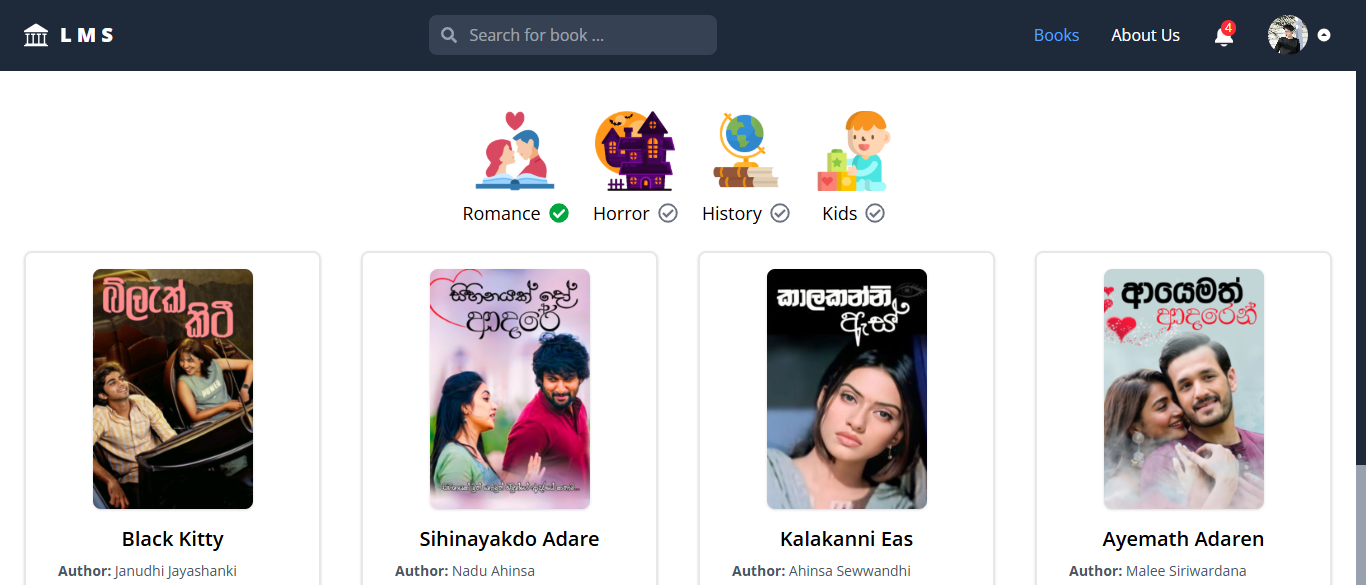 LMS
Search for book ...
Books
About Us
4
Romance
Horror
History
Kids
බ්ලැක්
කිටී
සිහිනයක් දෝ
ආදරේ
කාලකන්නි
ඇස්
ආයෙමත්
ආදරෙන්
Black Kitty
Sihinayakdo Adare
Kalakanni Eas
Ayemath Adaren
Author: Janudhi Jayashanki
Author: Nadu Ahinsa
Author: Ahinsa Sewwandhi
Author: Malee Siriwardana